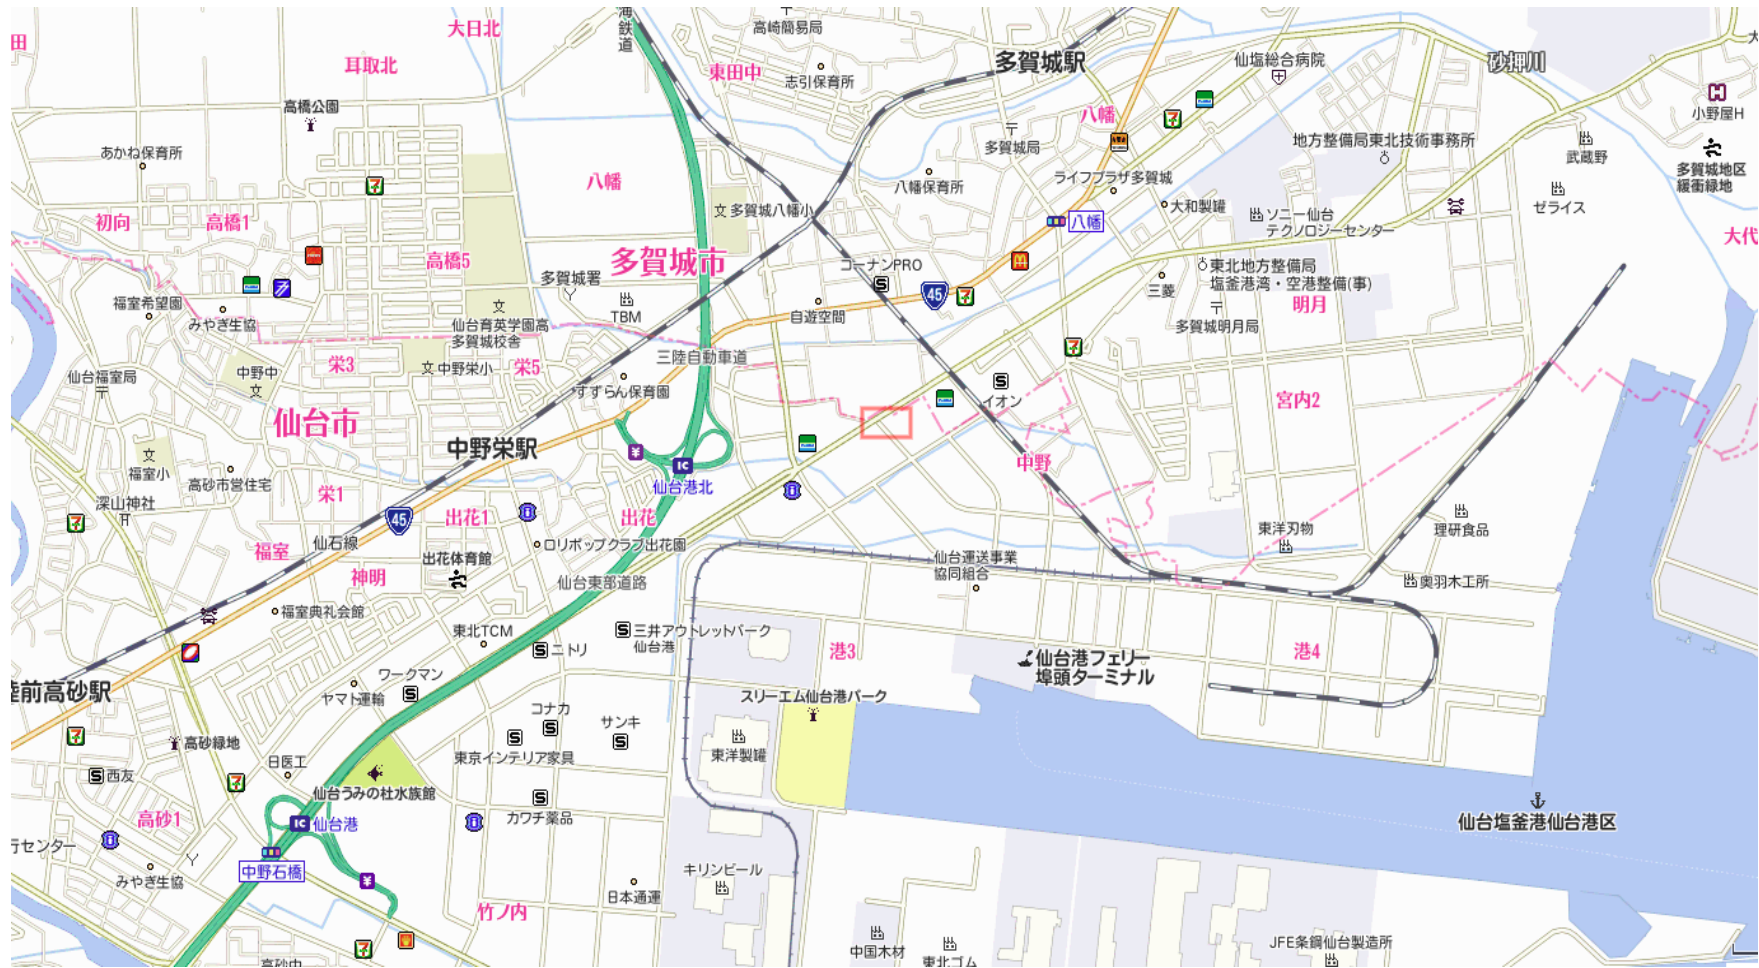 大日北
海鉄道
高崎簡易局
田
耳取北
東田中
志引保育所
多賀城駅
仙塩総合病院
砂押川
高橋公園
八幡
小野屋H
あかね保育所
多賀城局
地方整備局東北技術事務所
武蔵野
多賀城地区
緩衝緑地
八幡
八幡保育所
ライフプラザ多賀城
ゼライス
初向
高橋1
多賀城八幡小
八幡
大和製罐
ソニー仙台
テクノロジーセンター
大代
高橋5
多賀城市
コーナンPRO
東北地方整備局
塩釜港湾・空港整備(事)
多賀城署
三菱
福室希望園
みやぎ生協
TBM
自遊空間
45
明月
多賀城明月局
仙台育英学園高
多賀城校舎
三陸自動車道
栄3
中野栄小
栄5
中野中
仙台福室局
すずらん保育園
イオン
宮内2
仙台市
中野栄駅
IC
仙台港北
中野
福室小
高砂市営住宅
栄1
深山神社
45
出花1
出花
東洋刃物
理研食品
福室
仙石線
ロリポップクラブ出花園
出花体育館
神明
仙台東部道路
仙台運送事業
協同組合
奥羽木工所
福室典礼会館
東北TCM
三井アウトレットパーク
仙台港
ニトリ
港3
港4
仙台港フェリー
埠頭ターミナル
陸前高砂駅
ワークマン
ヤマト運輸
スリーエム仙台港パーク
コナカ
サンキ
高砂緑地
東京インテリア家具
東洋製罐
日医工
西友
仙台うみの杜水族館
カワチ薬品
高砂1
IC
仙台港
仙台塩釜港仙台港区
行センター
中野石橋
みやぎ生協
キリンビール
日本通運
竹ノ内
高砂中
中国木材
東北ゴム
JFE条鋼仙台製造所